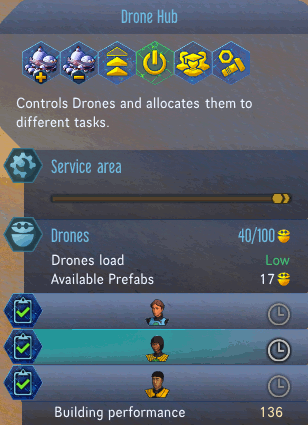 Drone Hub
Controls Drones and allocates them to
different tasks.
Service area
Drones 40/100
Drones load Low
Available Prefabs 17
Building performance 136